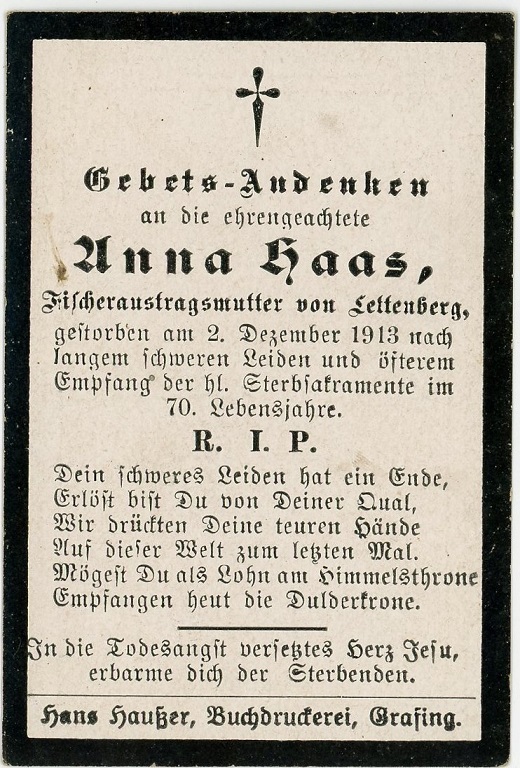 Gebets-Andenken
an die ehrengeachtete
Anna Haas,
Fischeraustragsmutter von Lettenberg,
gestorben am 2. Dezember 1913 nach
langem schweren Leiden und öfterem
Empfang der hl. Sterbsakramente im
70. Lebensjahre.
R. I. P.
Dein schweres Leiden hat ein Ende,
Erlöst bist Du von Deiner Qual,
Wir drückten Deine teuren Hände
Auf dieser Welt zum letzten Mal.
Mögest Du als Lohn am Himmelsthrone
Empfangen heut die Dulderkrone.
In die Todesangst versetztes Herz Jesu,
erbarme dich der Sterbenden.
Hans Haußer, Buchdruckerei, Grafing.